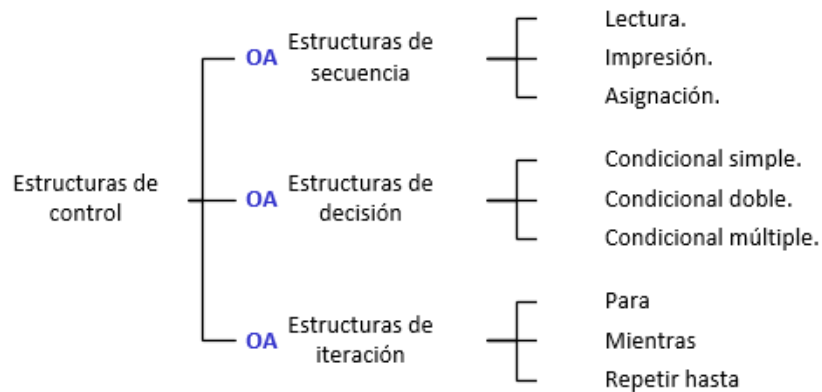 Estructuras de
control
OA
Estructuras de
secuencia
Lectura.
Impresión.
Asignación.
OA
Estructuras de
decisión
Condicional simple.
Condicional doble.
Condicional múltiple.
OA
Estructuras de
iteración
Para
Mientras
Repetir hasta